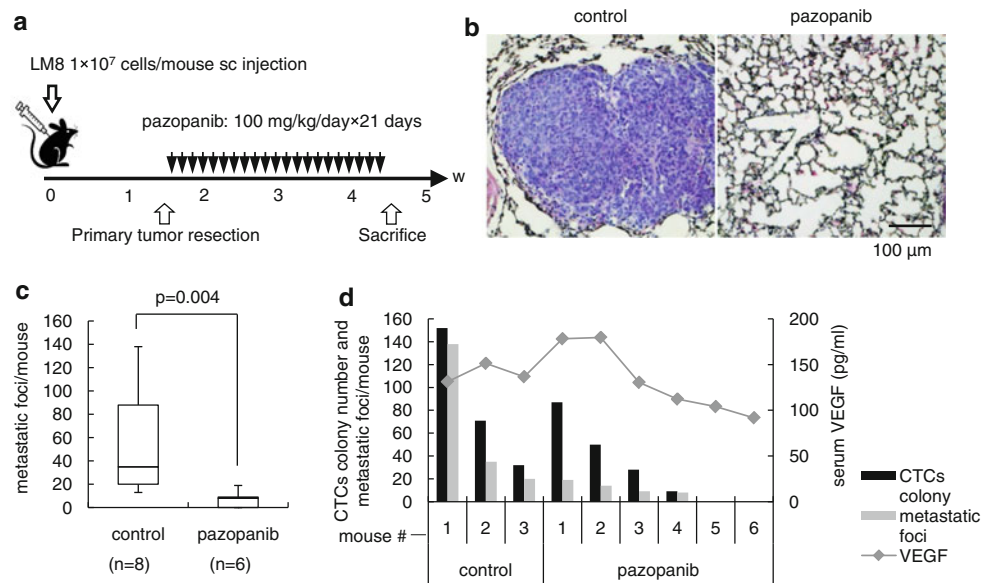 a
LM8 1×10⁷ cells/mouse sc injection
pazopanib: 100 mg/kg/day×21 days
0 1 2 3 4 5 w
Primary tumor resection
Sacrifice
b
control
pazopanib
100 μm
c
p=0.004
metastatic foci/mouse
160
140
120
100
80
60
40
20
0
control
pazopanib
(n=8)
(n=6)
d
CTCs colony number and
metastatic foci/mouse
160
140
120
100
80
60
40
20
0
200
150
100
50
0
serum VEGF (pg/ml)
mouse #
1 2 3 1 2 3 4 5 6
control
pazopanib
CTCs
colony
metastatic
foci
VEGF